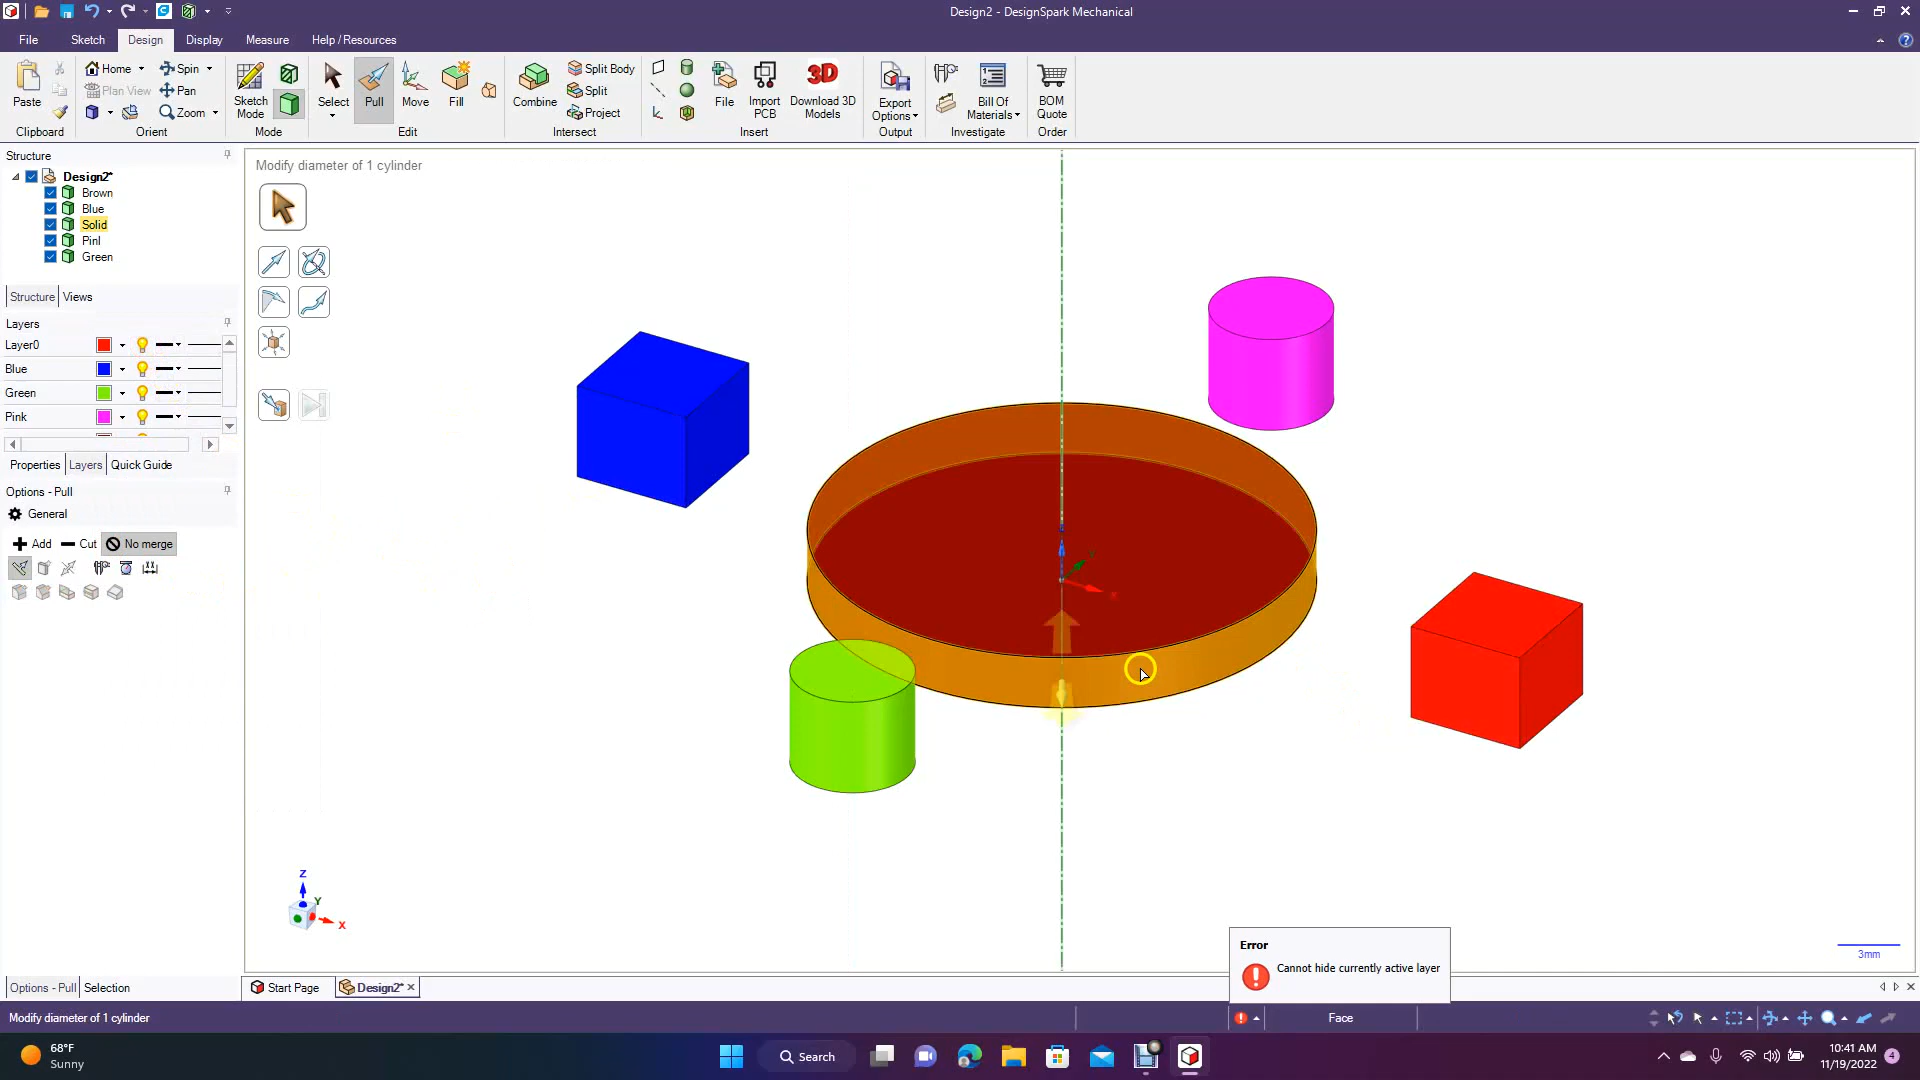 Design2 - DesignSpark Mechanical
File Sketch Design Display Measure Help / Resources
Paste
Clipboard
Home Spin
Plan View Pan
Zoom
Orient
Sketch Mode
Mode
Select Pull Move Fill
Edit
Combine
Split Body
Split
Project
Intersect
File
Import PCB
3D
Download 3D Models
Insert
Export Options
Output
Bill Of Materials
Investigate
BOM Quote
Order
Structure
Design2*
Brown
Blue
Solid
Pinl
Green
Structure Views
Layers
Layer0
Blue
Green
Pink
Properties Layers Quick Guide
Options - Pull
General
Add Cut No merge
Modify diameter of 1 cylinder
Y
X
Z
Y
X
3mm
Error
Cannot hide currently active layer
Options - Pull Selection
Start Page Design2*
Modify diameter of 1 cylinder
Face
68°F
Sunny
Search
10:41 AM
11/19/2022
4